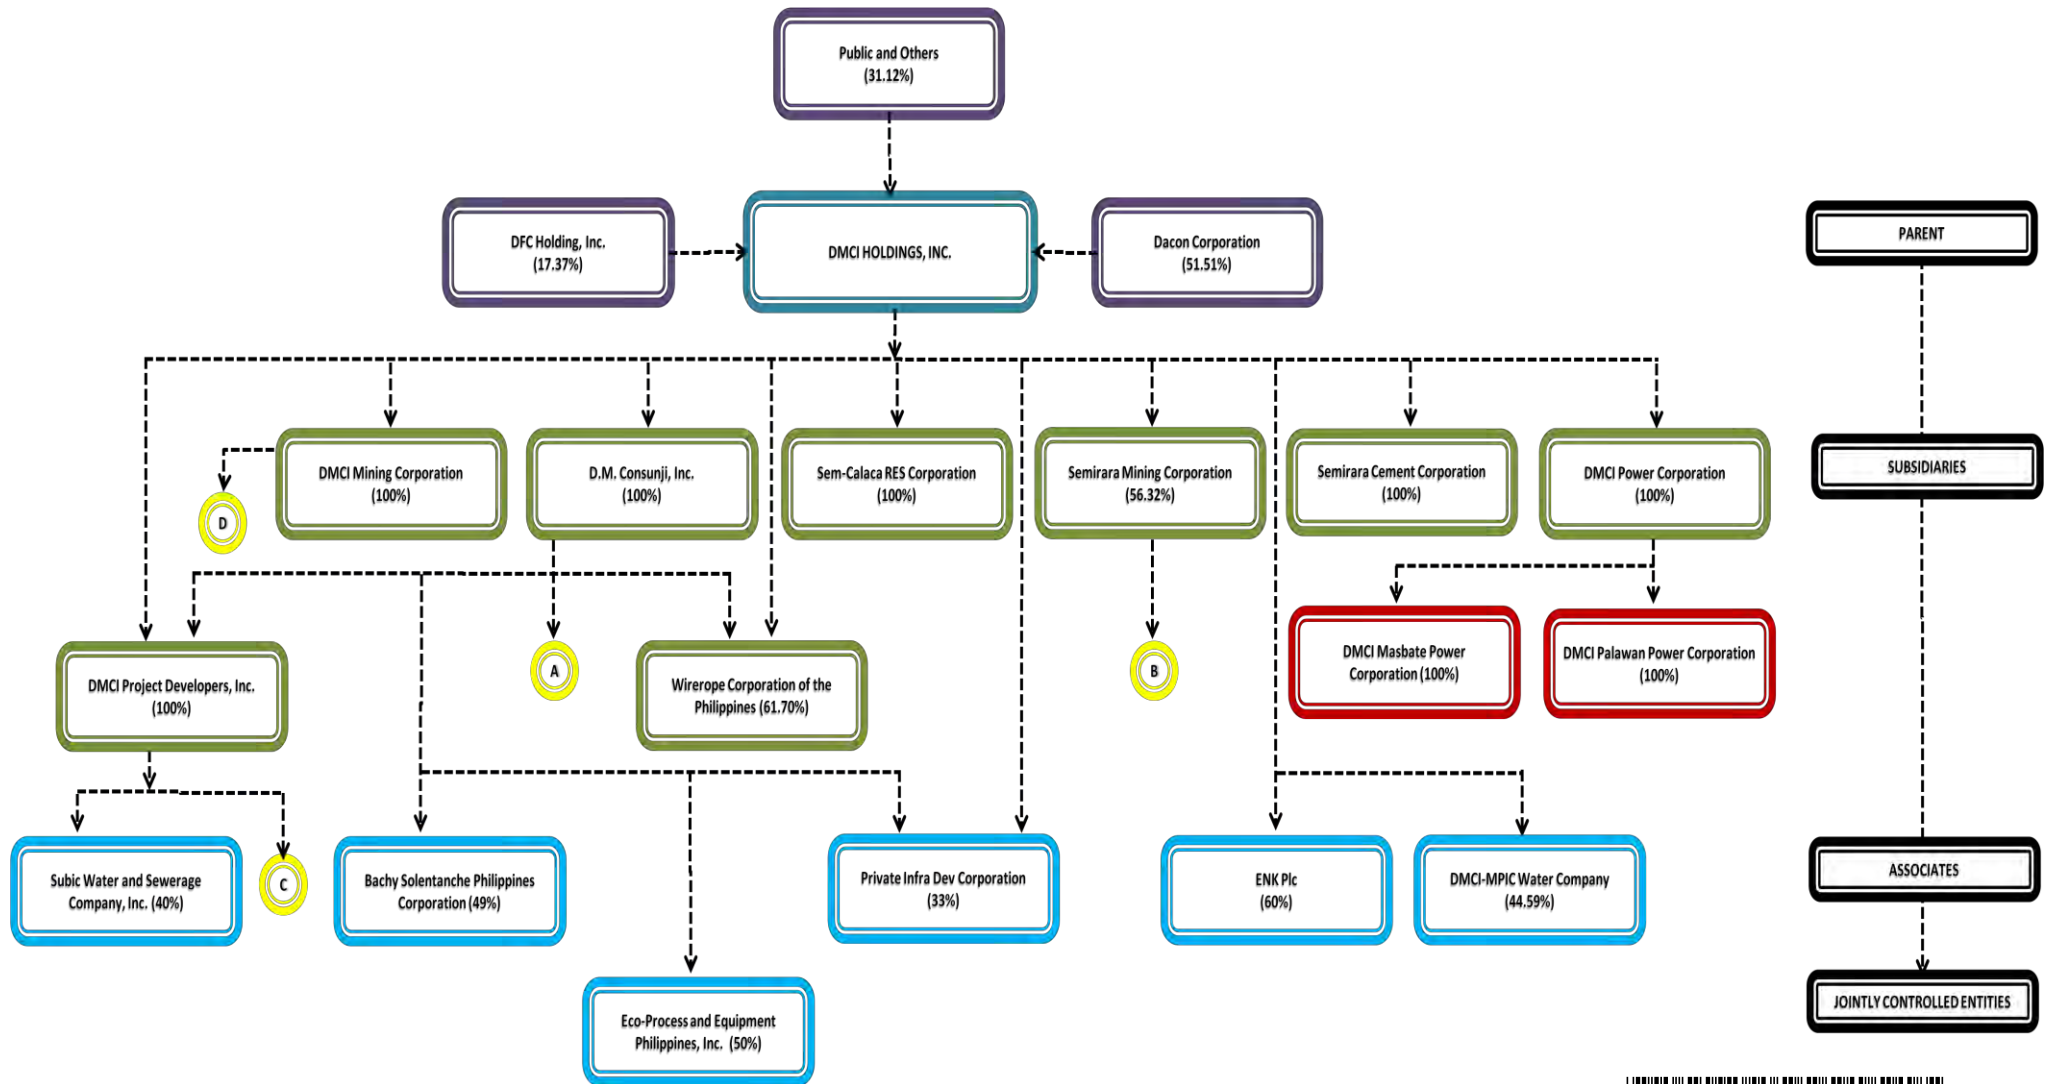 Public and Others
(31.12%)
DFC Holding, Inc.
(17.37%)
DMCI HOLDINGS, INC.
Dacon Corporation
(51.51%)
PARENT
DMCI Mining Corporation
(100%)
D.M. Consunji, Inc.
(100%)
Sem-Calaca RES Corporation
(100%)
Semirara Mining Corporation
(56.32%)
Semirara Cement Corporation
(100%)
DMCI Power Corporation
(100%)
SUBSIDIARIES
D
DMCI Project Developers, Inc.
(100%)
A
Wirerope Corporation of the
Philippines (61.70%)
B
DMCI Masbate Power
Corporation (100%)
DMCI Palawan Power Corporation
(100%)
Subic Water and Sewerage
Company, Inc. (40%)
C
Bachy Solentanche Philippines
Corporation (49%)
Private Infra Dev Corporation
(33%)
ENK Plc
(60%)
DMCI-MPIC Water Company
(44.59%)
ASSOCIATES
Eco-Process and Equipment
Philippines, Inc. (50%)
JOINTLY CONTROLLED ENTITIES